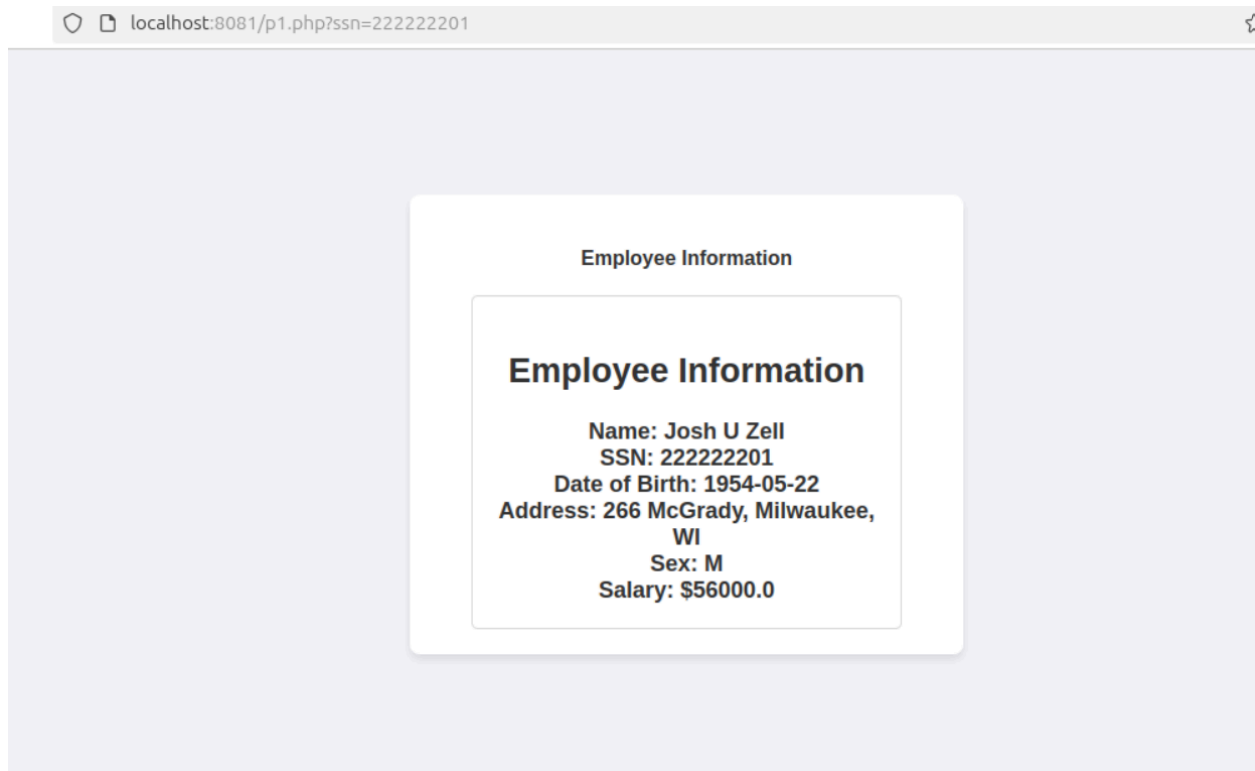 localhost:8081/p1.php?ssn=222222201
Employee Information
Employee Information
Name: Josh U Zell
SSN: 222222201
Date of Birth: 1954-05-22
Address: 266 McGrady, Milwaukee,
WI
Sex: M
Salary: $56000.0